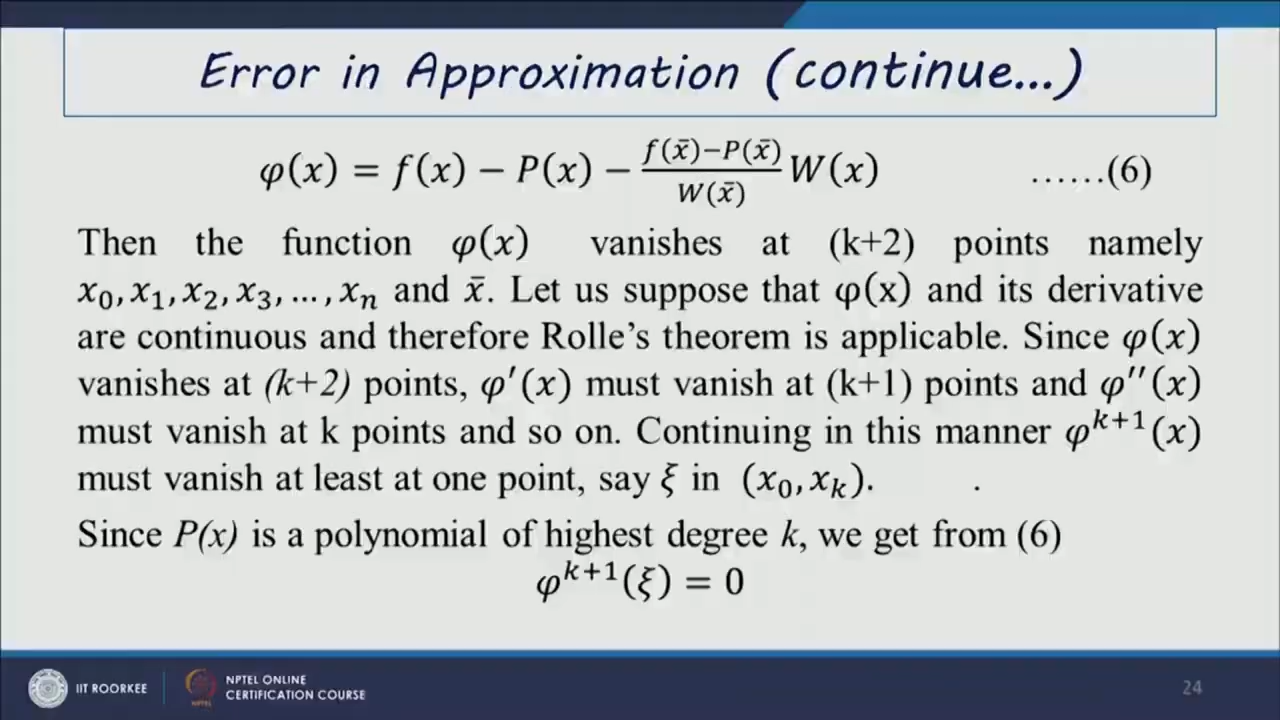 Error in Approximation (continue...)
φ(x) = f(x) − P(x) − \frac{f(x̄)−P(x̄)}{W(x̄)} W(x) ......(6)
Then the function φ(x) vanishes at (k+2) points namely
x₀, x₁, x₂, x₃, ... , xₙ and x̄. Let us suppose that φ(x) and its derivative
are continuous and therefore Rolle's theorem is applicable. Since φ(x)
vanishes at (k+2) points, φ′(x) must vanish at (k+1) points and φ′′(x)
must vanish at k points and so on. Continuing in this manner φᵏ⁺¹(x)
must vanish at least at one point, say ξ in (x₀, xₖ). .
Since P(x) is a polynomial of highest degree k, we get from (6)
φᵏ⁺¹(ξ) = 0
IIT ROORKEE
NPTEL ONLINE
CERTIFICATION COURSE
NPTEL
24